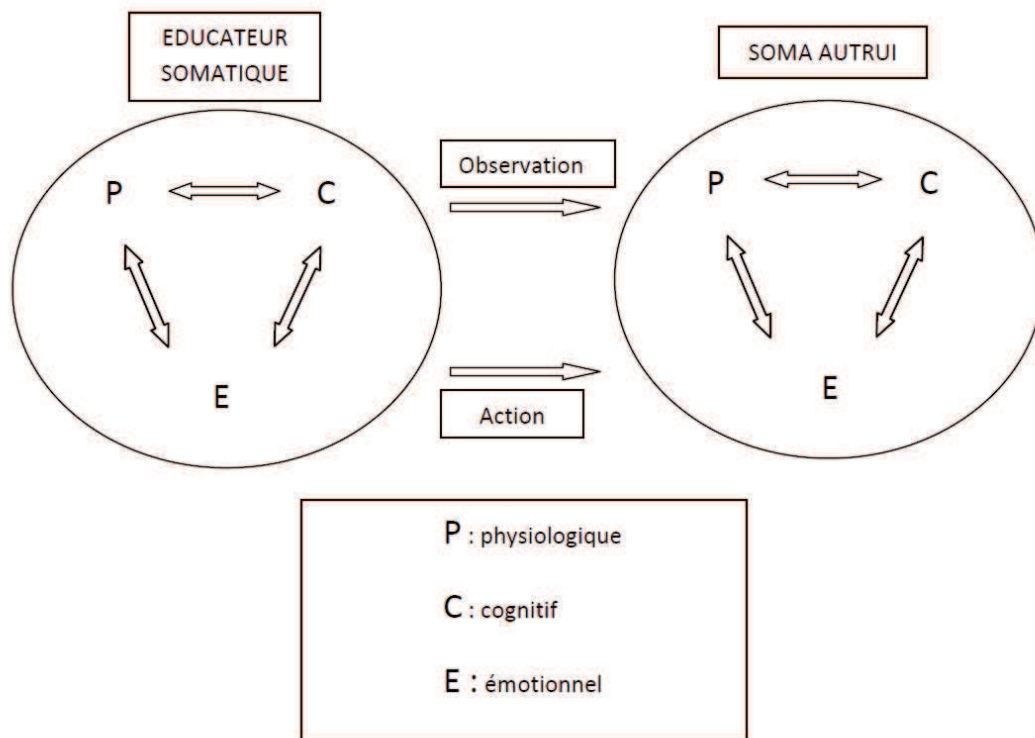 EDUCATEUR
SOMATIQUE
SOMA AUTRUI
Observation
P C
P C
E
E
Action
P : physiologique
C : cognitif
E : émotionnel